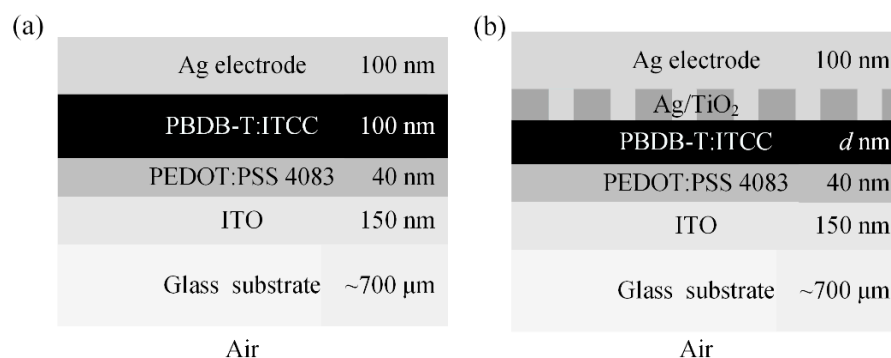 (a)
Ag electrode 100 nm
PBDB-T:ITCC 100 nm
PEDOT:PSS 4083 40 nm
ITO 150 nm
Glass substrate ~700 μm
Air
(b)
Ag electrode 100 nm
Ag/TiO₂
PBDB-T:ITCC d nm
PEDOT:PSS 4083 40 nm
ITO 150 nm
Glass substrate ~700 μm
Air